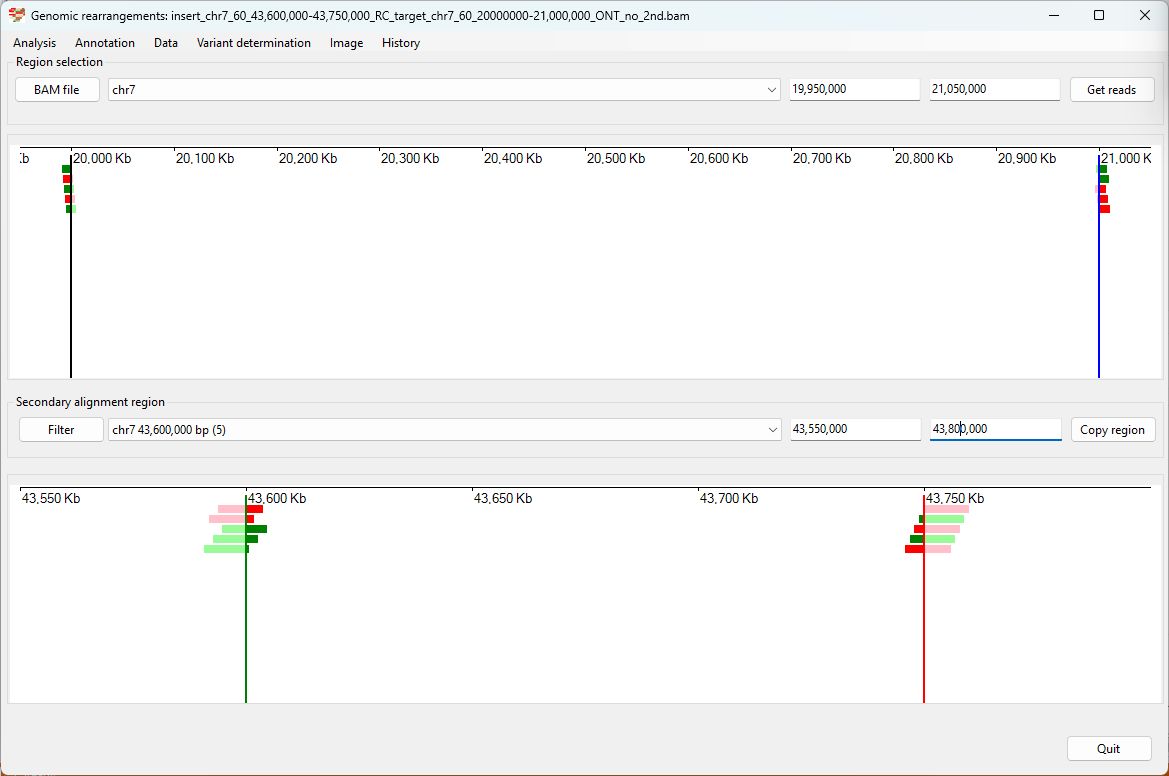 Genomic rearrangements: insert_chr7_60_43,600,000-43,750,000_RC_target_chr7_60_20000000-21,000,000_ONT_no_2nd.bam
Analysis Annotation Data Variant determination Image History
Region selection
BAM file chr7 19,950,000 21,050,000 Get reads
b 20,000 Kb 20,100 Kb 20,200 Kb 20,300 Kb 20,400 Kb 20,500 Kb 20,600 Kb 20,700 Kb 20,800 Kb 20,900 Kb 21,000 K
Secondary alignment region
Filter chr7 43,600,000 bp (5) 43,550,000 43,800,000 Copy region
43,550 Kb 43,600 Kb 43,650 Kb 43,700 Kb 43,750 Kb
Quit